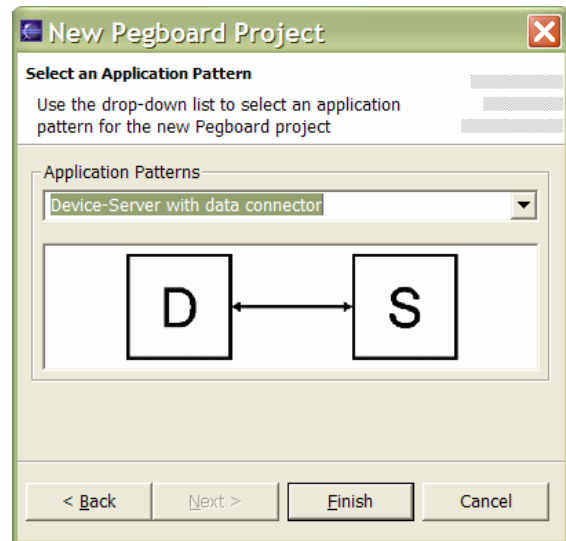 New Pegboard Project
Select an Application Pattern
Use the drop-down list to select an application
pattern for the new Pegboard project
Application Patterns
Device-Server with data connector
D S
< Back Next > Finish Cancel